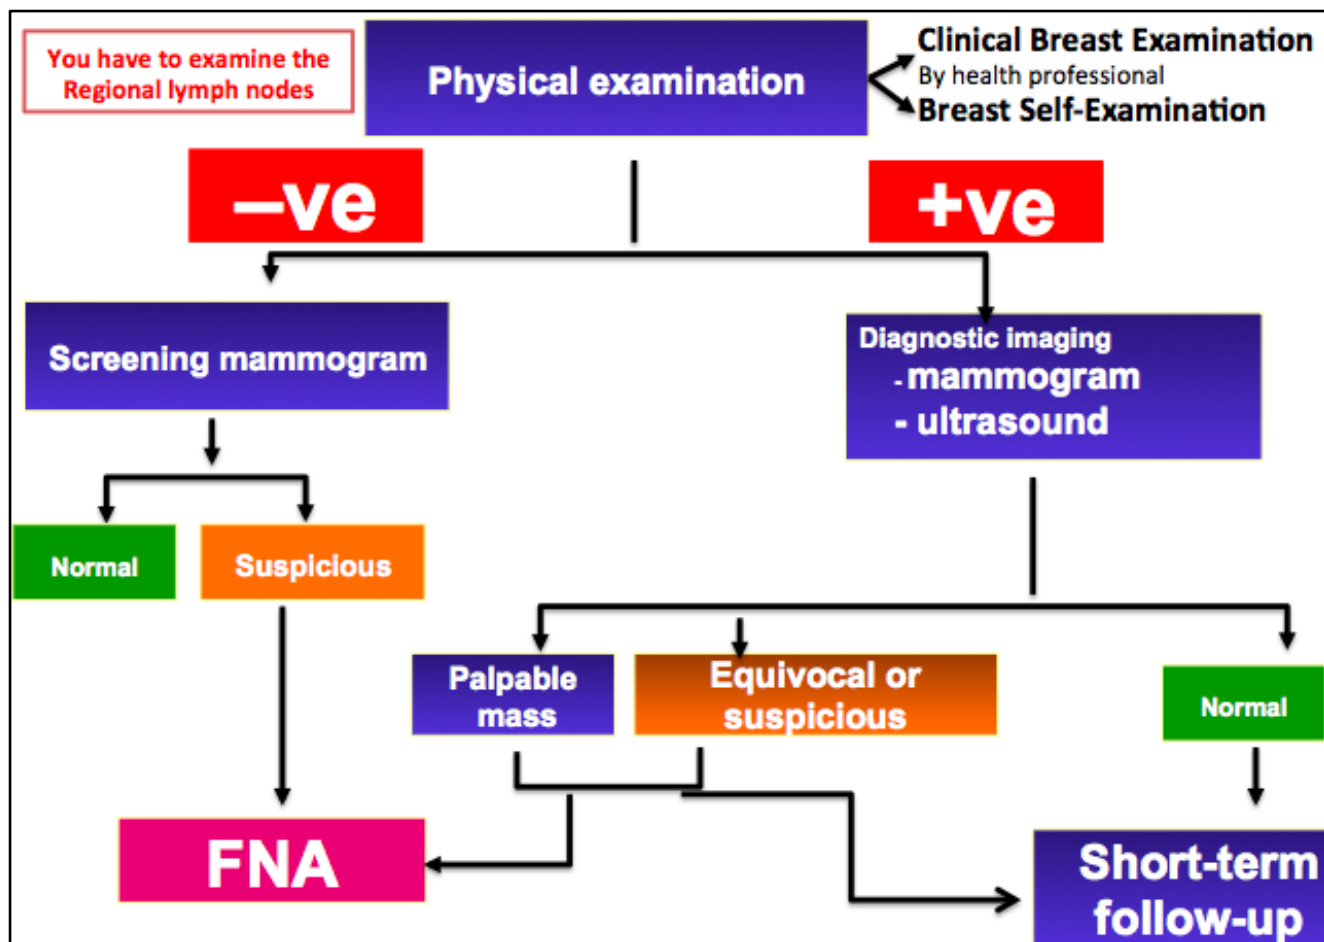 You have to examine the
Regional lymph nodes
Physical examination
Clinical Breast Examination
By health professional
Breast Self-Examination
–ve
+ve
Screening mammogram
Diagnostic imaging
- mammogram
- ultrasound
Normal
Suspicious
Palpable
mass
Equivocal or
suspicious
Normal
FNA
Short-term
follow-up